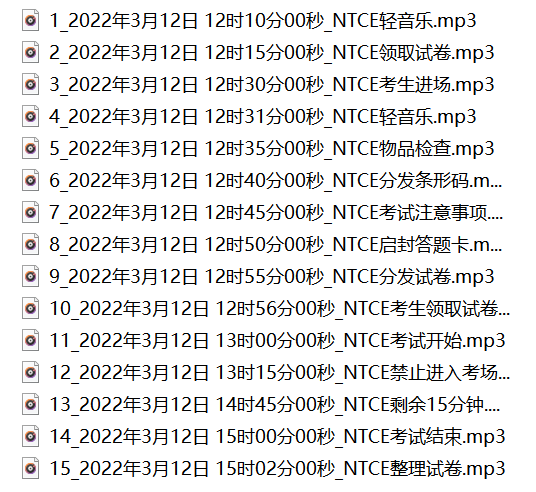 1_2022年3月12日 12时10分00秒_NTCE轻音乐.mp3
2_2022年3月12日 12时15分00秒_NTCE领取试卷.mp3
3_2022年3月12日 12时30分00秒_NTCE考生进场.mp3
4_2022年3月12日 12时31分00秒_NTCE轻音乐.mp3
5_2022年3月12日 12时35分00秒_NTCE物品检查.mp3
6_2022年3月12日 12时40分00秒_NTCE分发条形码.m...
7_2022年3月12日 12时45分00秒_NTCE考试注意事项....
8_2022年3月12日 12时50分00秒_NTCE启封答题卡.m...
9_2022年3月12日 12时55分00秒_NTCE分发试卷.mp3
10_2022年3月12日 12时56分00秒_NTCE考生领取试卷...
11_2022年3月12日 13时00分00秒_NTCE考试开始.mp3
12_2022年3月12日 13时15分00秒_NTCE禁止进入考场...
13_2022年3月12日 14时45分00秒_NTCE剩余15分钟....
14_2022年3月12日 15时00分00秒_NTCE考试结束.mp3
15_2022年3月12日 15时02分00秒_NTCE整理试卷.mp3